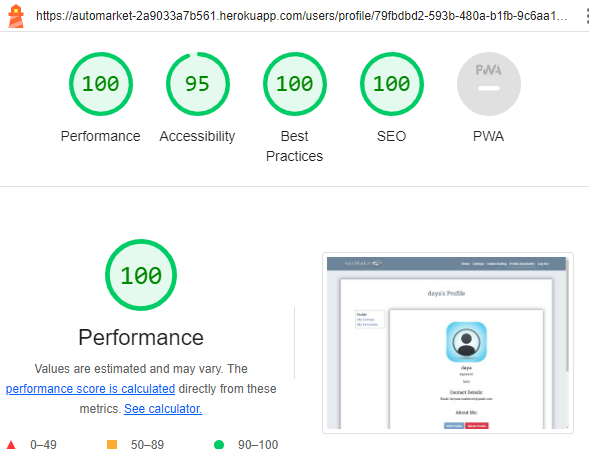 https://automarket-2a9033a7b561.herokuapp.com/users/profile/79fbdbd2-593b-480a-b1fb-9c6aa1...
100
95
100
100
PWA
Performance
Accessibility
Best
Practices
SEO
PWA
100
Performance
Values are estimated and may vary. The
performance score is calculated directly from these
metrics. See calculator.
0–49
50–89
90–100
daya's Profile
Profile
daya
Contact Details:
About Me: